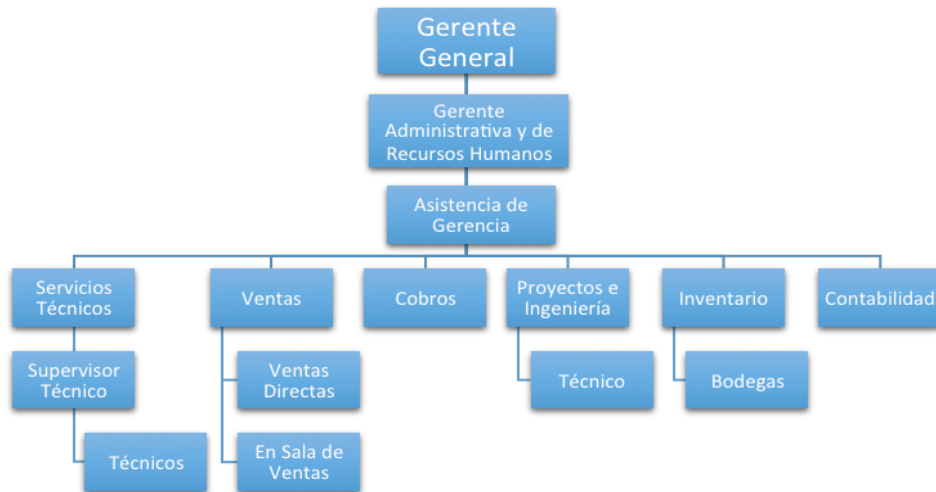 Gerente
General
Gerente
Administrativa y de
Recursos Humanos
Asistencia de
Gerencia
Servicios
Técnicos
Ventas
Cobros
Proyectos e
Ingeniería
Inventario
Contabilidad
Supervisor
Técnico
Ventas
Directas
Técnico
Bodegas
Técnicos
En Sala de
Ventas